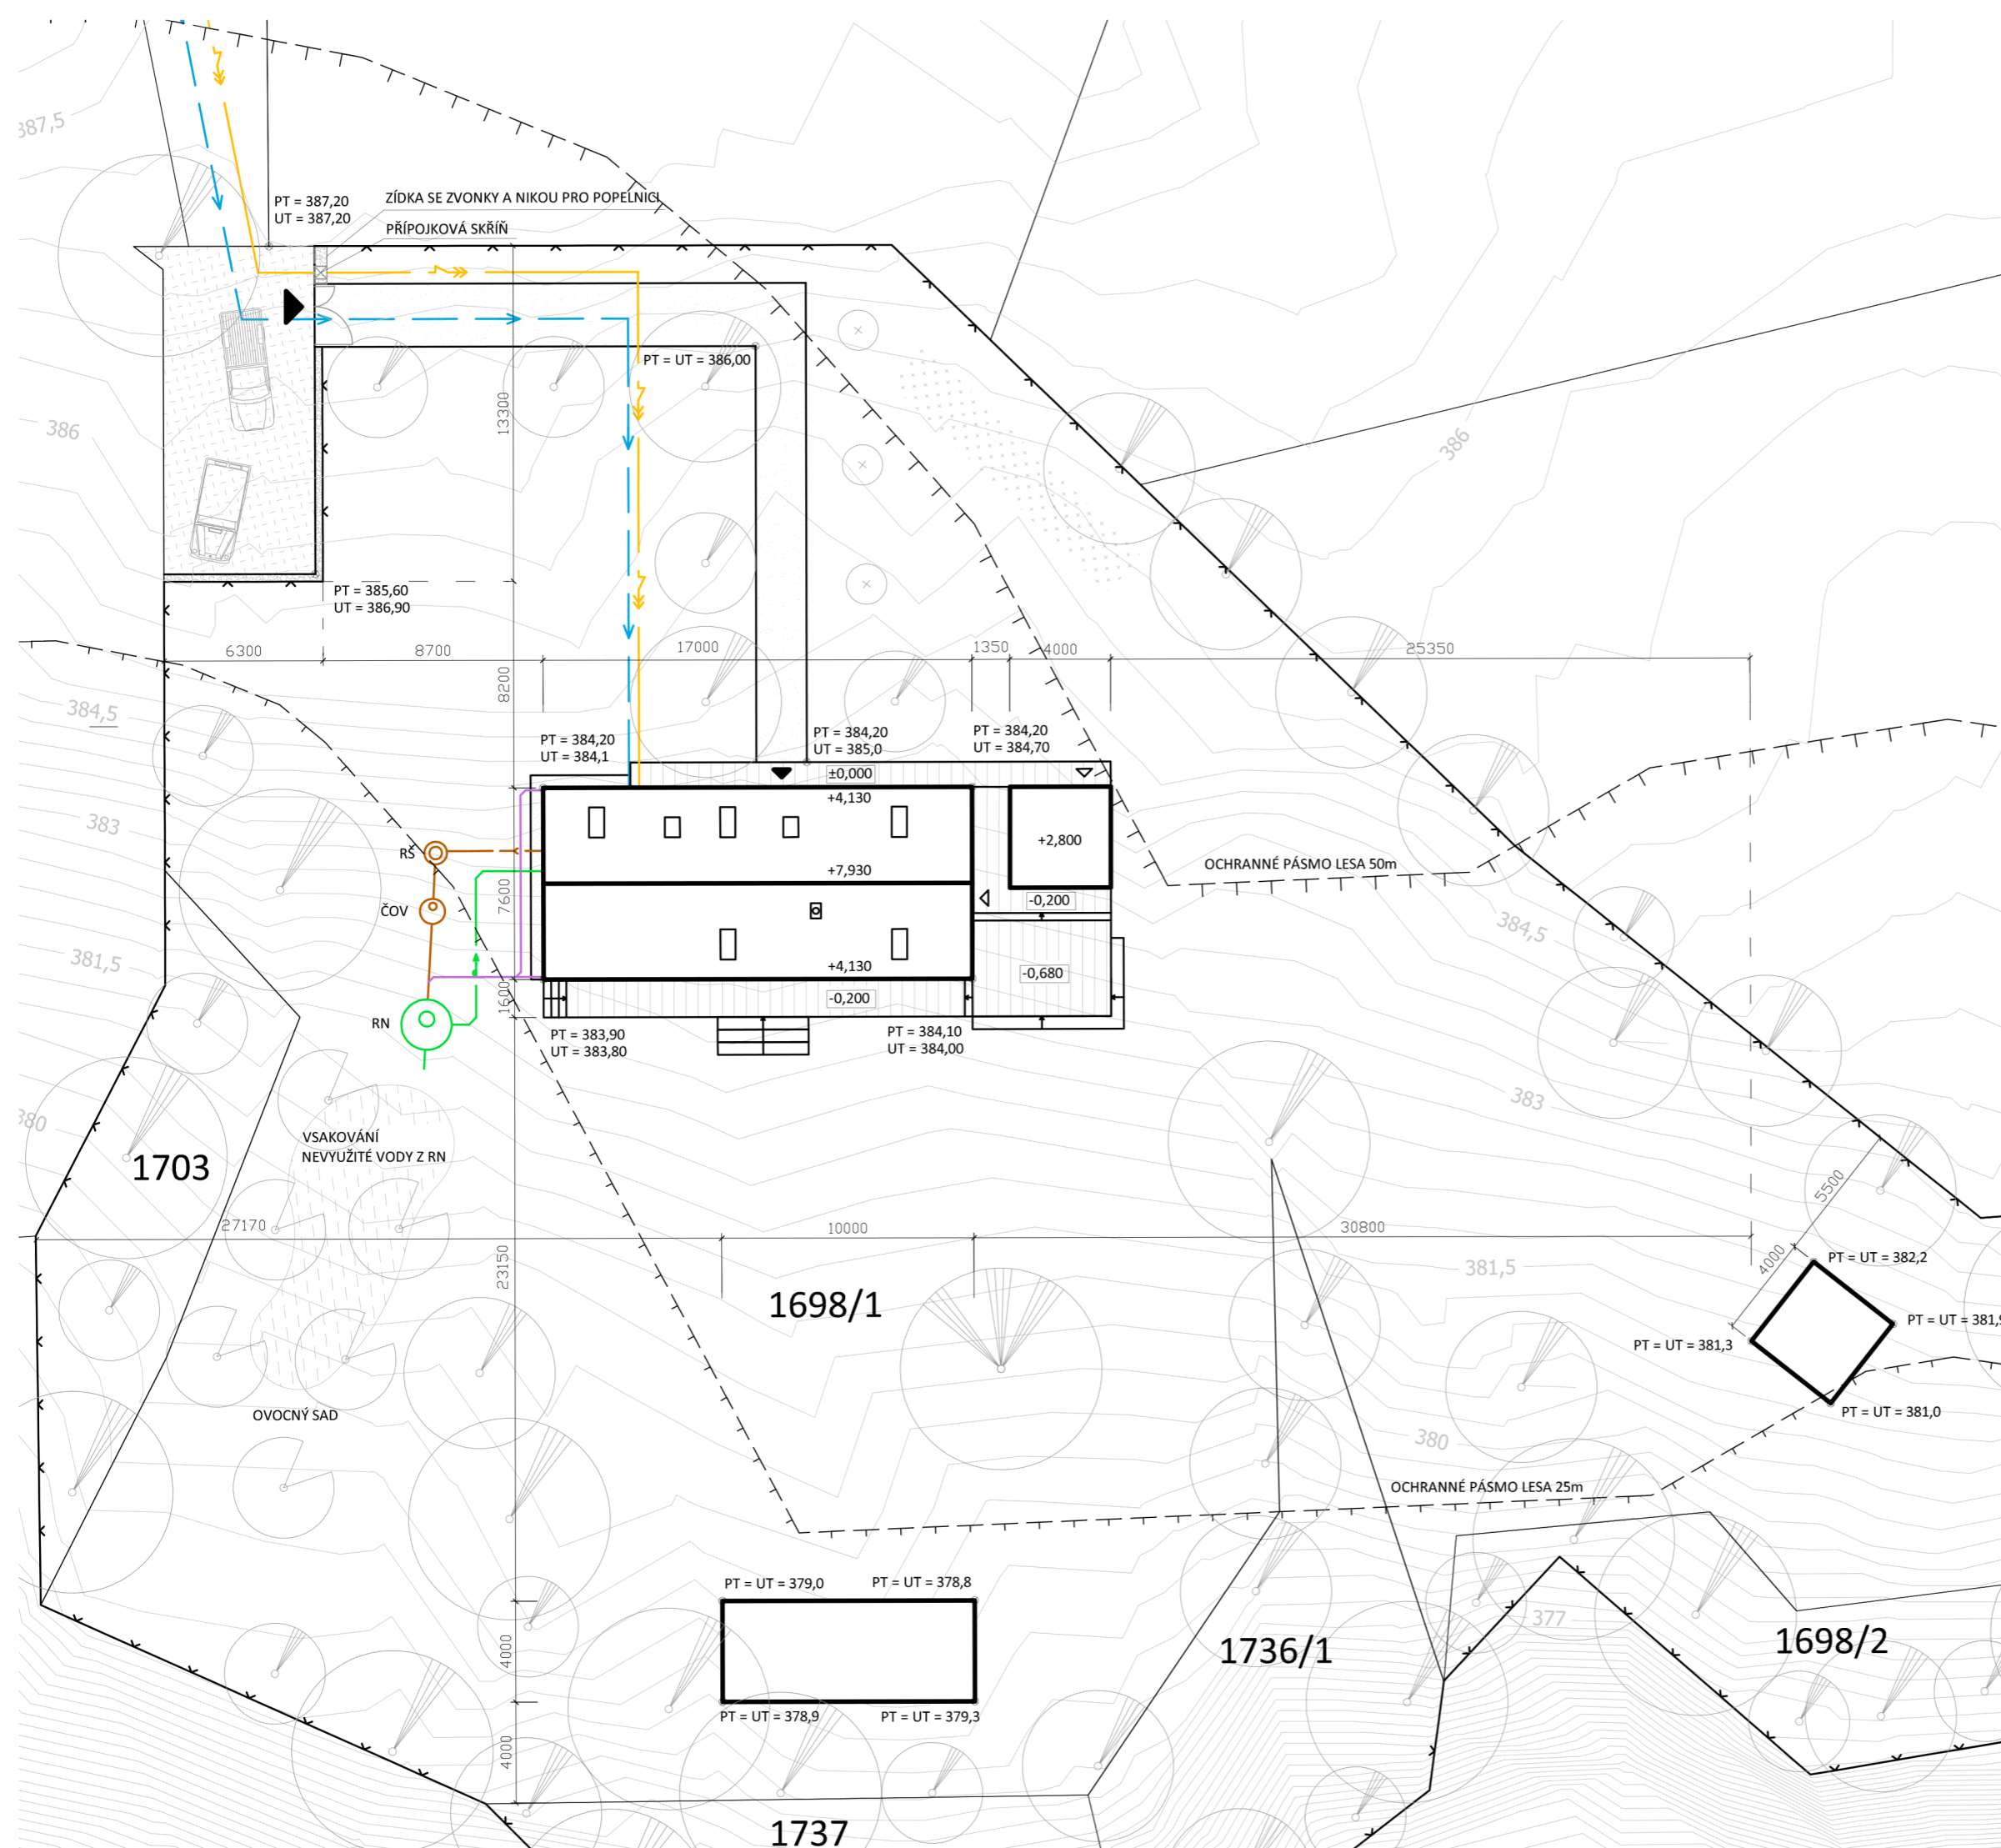 387,5
PT = 387,20
UT = 387,20
ZÍDKA SE ZVONKY A NIKOU PRO POPELNICI
PŘÍPOJKOVÁ SKŘÍŇ
PT = UT = 386,00
13300
386
386
PT = 385,60
UT = 386,90
6300
8700
17000
1350
4000
25350
8200
384,5
PT = 384,20
UT = 384,1
PT = 384,20
UT = 385,0
PT = 384,20
UT = 384,70
±0,000
+4,130
383
+2,800
RŠ
OCHRANNÉ PÁSMO LESA 50m
+7,930
7600
ČOV
-0,200
384,5
381,5
+4,130
-0,680
1600
-0,200
RN
PT = 383,90
UT = 383,80
PT = 384,10
UT = 384,00
383
380
VSAKOVÁNÍ
NEVYUŽITÉ VODY Z RN
1703
5500
27170
10000
30800
23150
4000
PT = UT = 382,2
381,5
1698/1
PT = UT = 381,9
PT = UT = 381,3
OVOCNÝ SAD
PT = UT = 381,0
380
OCHRANNÉ PÁSMO LESA 25m
PT = UT = 379,0
PT = UT = 378,8
377
4000
1736/1
1698/2
PT = UT = 378,9
PT = UT = 379,3
4000
1737